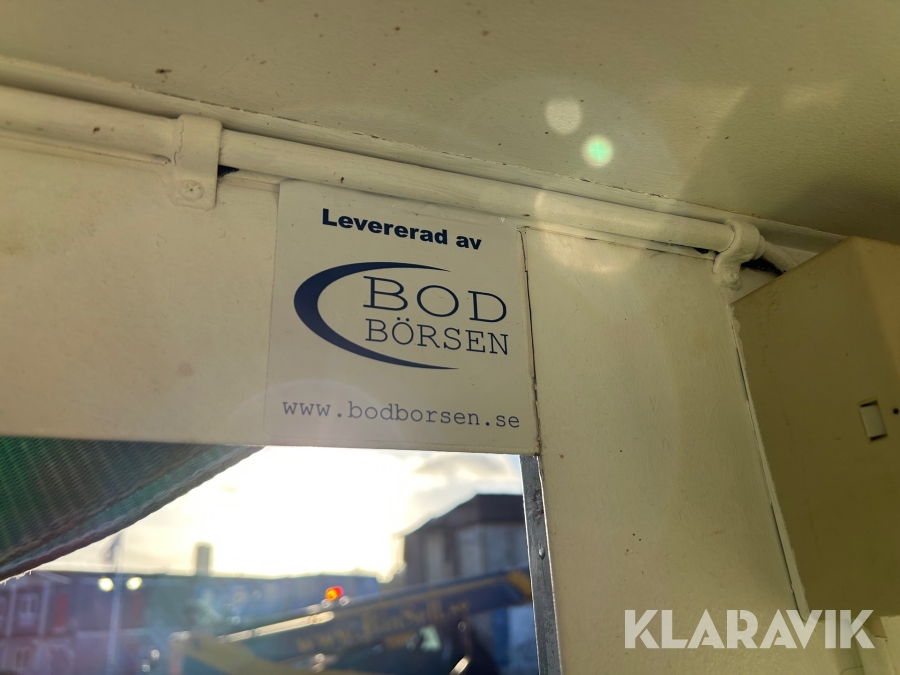 Levererad av
BOD
BÖRSEN
www.bodborsen.se
KLARAVIK